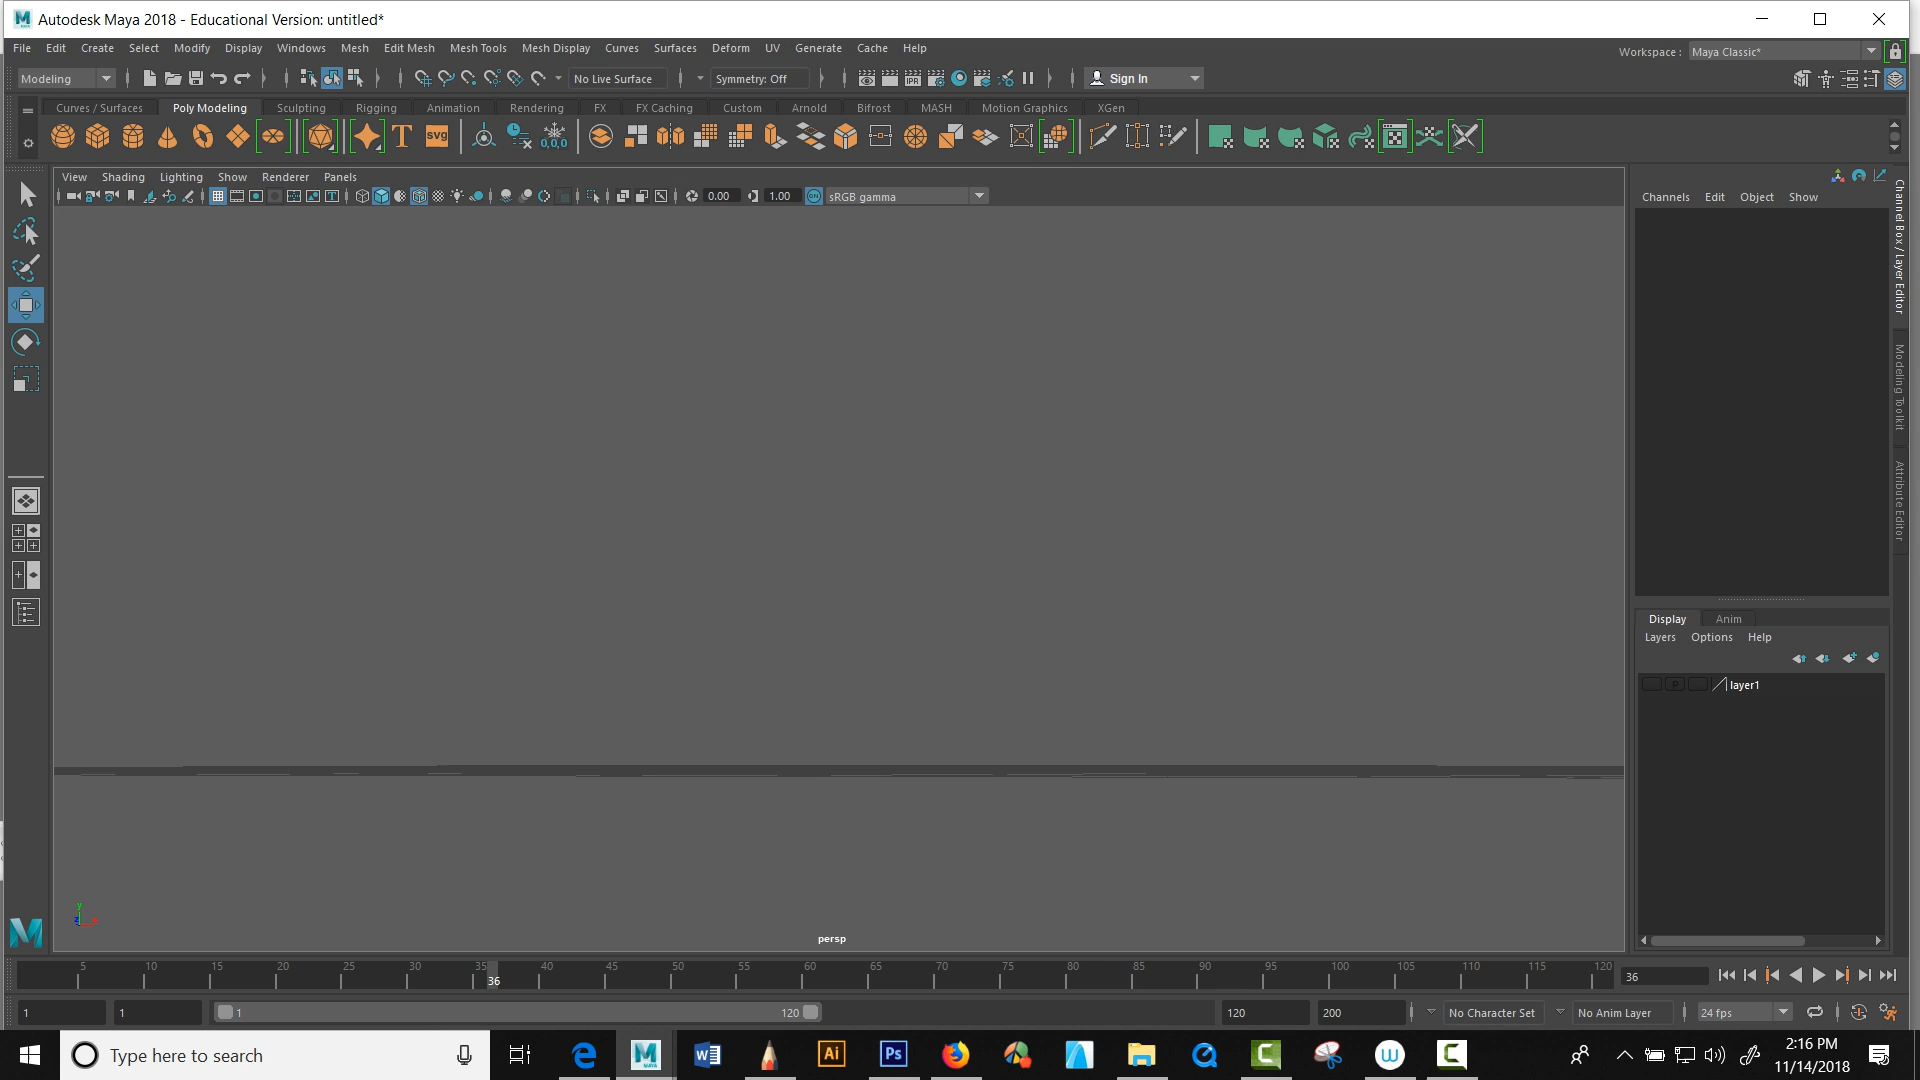 Autodesk Maya 2018 - Educational Version: untitled*
File Edit Create Select Modify Display Windows Mesh Edit Mesh Mesh Tools Mesh Display Curves Surfaces Deform UV Generate Cache Help
Workspace : Maya Classic*
Modeling No Live Surface Symmetry: Off IPR Sign In
Curves / Surfaces Poly Modeling Sculpting Rigging Animation Rendering FX FX Caching Custom Arnold Bifrost MASH Motion Graphics XGen
T SVG 0,0,0
View Shading Lighting Show Renderer Panels
0.00 1.00 ON sRGB gamma
Channels Edit Object Show
Channel Box / Layer Editor
Modeling Toolkit
Attribute Editor
Display Anim
Layers Options Help
P layer1
y
z x
persp
5 10 15 20 25 30 35 40 45 50 55 60 65 70 75 80 85 90 95 100 105 110 115 120
36
36
1 1 1 120 120 200 No Character Set No Anim Layer 24 fps
Type here to search
MAYA
Ai
Ps
W
2:16 PM
11/14/2018